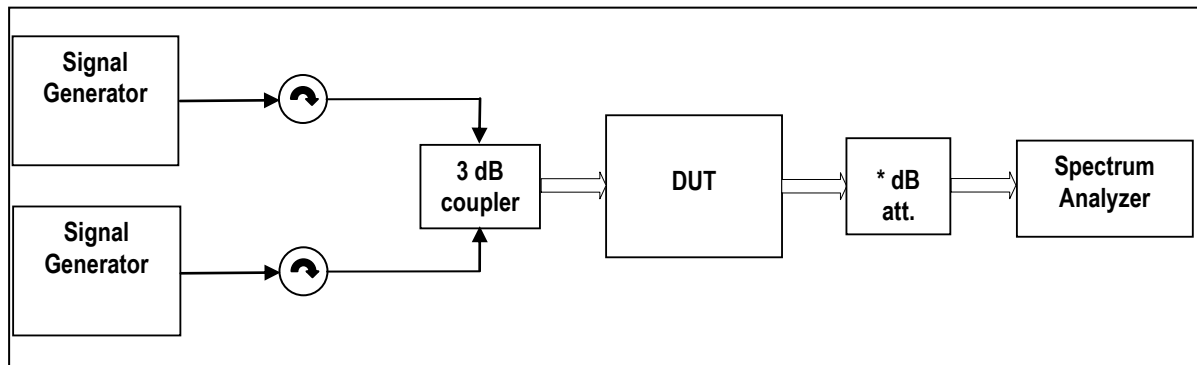 Signal
Generator
3 dB
coupler
DUT
* dB
att.
Spectrum
Analyzer
Signal
Generator